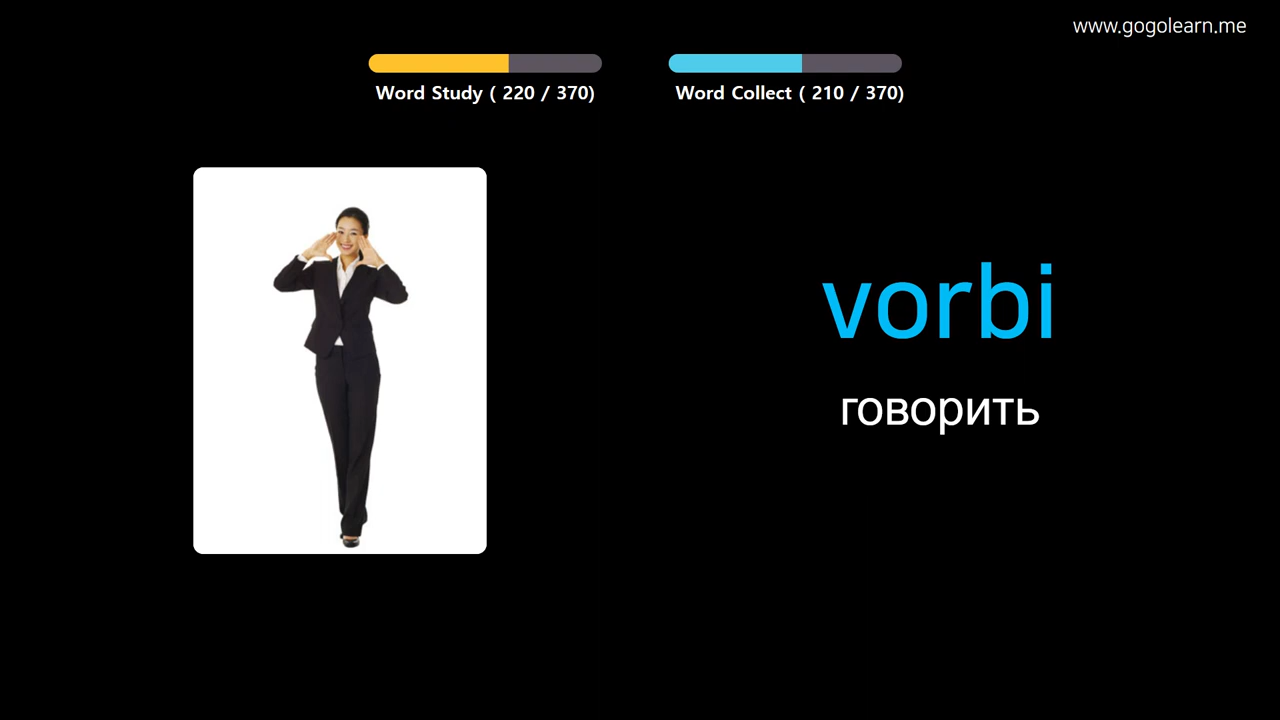 www.gogolearn.me
Word Study ( 220 / 370)
Word Collect ( 210 / 370)
vorbi
говорить